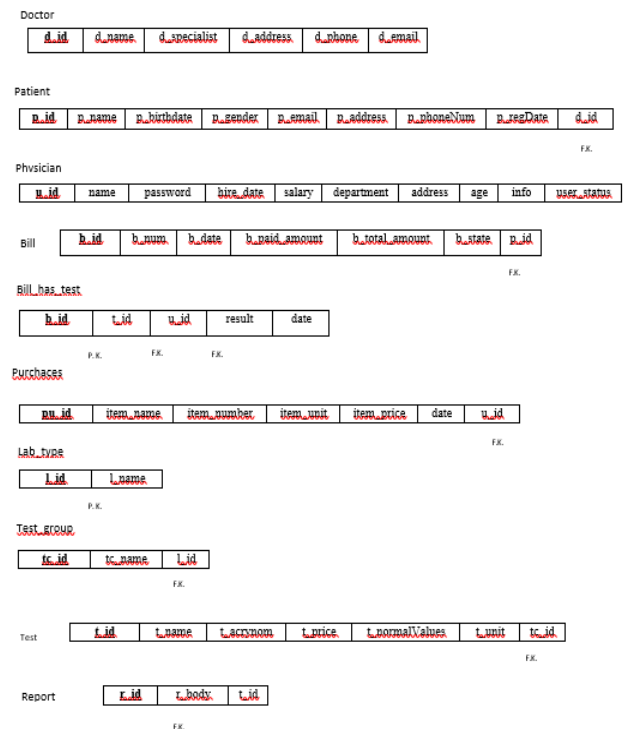 Doctor
d_id d_name d_specialist d_address d_phone d_email
Patient
p_id p_name p_birthdate p_gender p_email p_address p_phoneNum p_regDate d_id
F.K.
Physician
u_id name password hire_date salary department address age info user_status
Bill b_id b_num b_date b_paid_amount b_total_amount b_state p_id
F.K.
Bill_has_test
b_id t_id u_id result date
P.K. F.K. F.K.
Purchaces
pu_id item_name item_number item_unit item_price date u_id
F.K.
Lab_type
l_id l_name
P.K.
Test_group
tc_id tc_name l_id
F.K.
Test t_id t_name t_acrynom t_price t_normalValues t_unit tc_id
F.K.
Report r_id r_body t_id
F.K.